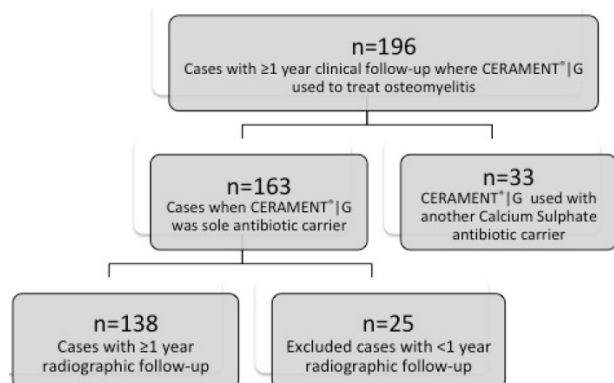 n=196
Cases with ≥1 year clinical follow-up where CERAMENT®|G
used to treat osteomyelitis
n=163
Cases when CERAMENT®|G
was sole antibiotic carrier
n=33
CERAMENT®|G used with
another Calcium Sulphate
antibiotic carrier
n=138
Cases with ≥1 year
radiographic follow-up
n=25
Excluded cases with <1 year
radiographic follow-up